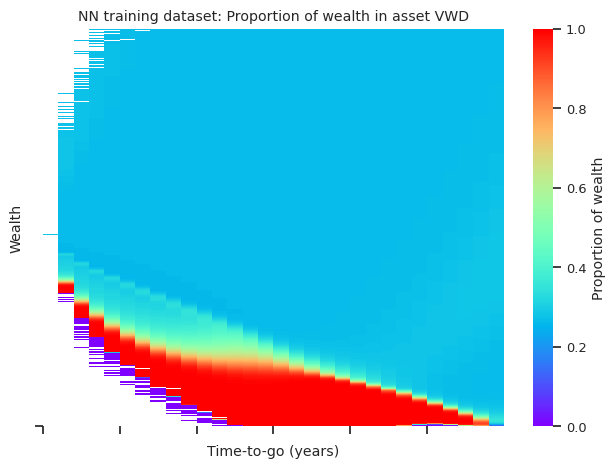 NN training dataset: Proportion of wealth in asset VWD
Wealth
Time-to-go (years)
1.0
0.8
0.6
0.4
0.2
0.0
Proportion of wealth